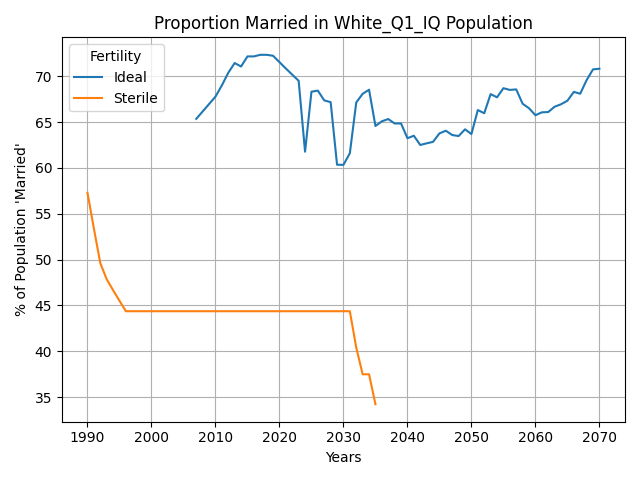 Proportion Married in White_Q1_IQ Population
Fertility
Ideal
Sterile
% of Population 'Married'
70
65
60
55
50
45
40
35
1990
2000
2010
2020
2030
2040
2050
2060
2070
Years